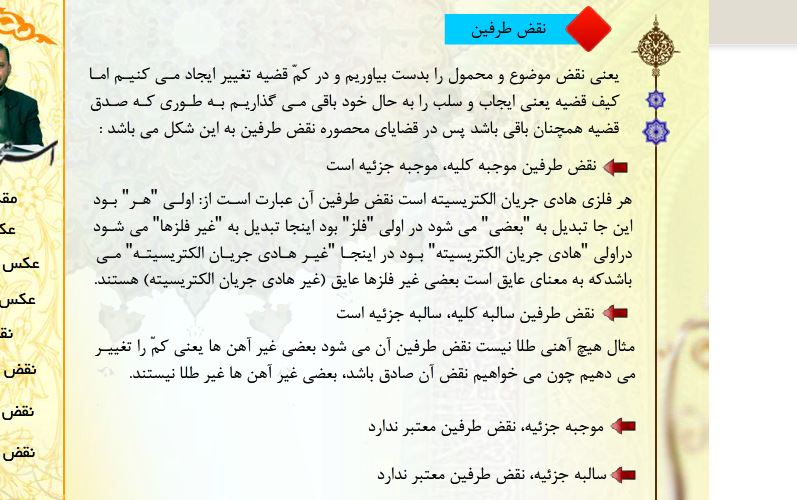 نقض طرفین
یعنی نقض موضوع و محمول را بدست بیاوریم و در کمّ قضیه تغییر ایجاد می کنیم اما
کیف قضیه یعنی ایجاب و سلب را به حال خود باقی می گذاریم به طوری که صدق
قضیه همچنان باقی باشد پس در قضایای محصوره نقض طرفین به این شکل می باشد :
نقض طرفین موجبه کلیه، موجبه جزئیه است
هر فلزی هادی جریان الکتریسیته است نقض طرفین آن عبارت است از: اولی "هر" بود
این جا تبدیل به "بعضی" می شود در اولی "فلز" بود اینجا تبدیل به "غیر فلزها" می شود
دراولی "هادی جریان الکتریسیته" بود در اینجا "غیر هادی جریان الکتریسیته" می
باشدکه به معنای عایق است بعضی غیر فلزها عایق (غیر هادی جریان الکتریسیته) هستند.
نقض طرفین سالبه کلیه، سالبه جزئیه است
مثال هیچ آهنی طلا نیست نقض طرفین آن می شود بعضی غیر آهن ها یعنی کمّ را تغییر
می دهیم چون می خواهیم نقض آن صادق باشد، بعضی غیر آهن ها غیر طلا نیستند.
موجبه جزئیه، نقض طرفین معتبر ندارد
سالبه جزئیه، نقض طرفین معتبر ندارد
عکس
عکس
نقض
نقض
نقض